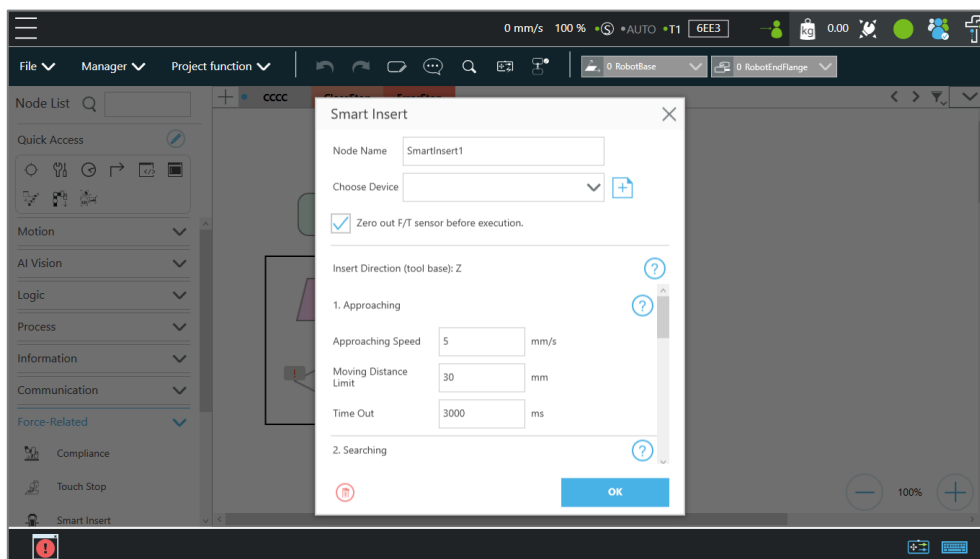 0 mm/s 100 % Ⓢ AUTO T1 6EE3 kg 0.00
File Manager Project function 0 RobotBase 0 RobotEndFlange
Node List
cccc
Smart Insert
Quick Access
Node Name SmartInsert1
Choose Device
Zero out F/T sensor before execution.
Motion
AI Vision
Insert Direction (tool base): Z ?
Logic
1. Approaching ?
Process
Approaching Speed 5 mm/s
Information
Moving Distance
Limit 30 mm
Communication
Time Out 3000 ms
Force-Related
2. Searching ?
Compliance
Touch Stop
OK
100%
Smart Insert